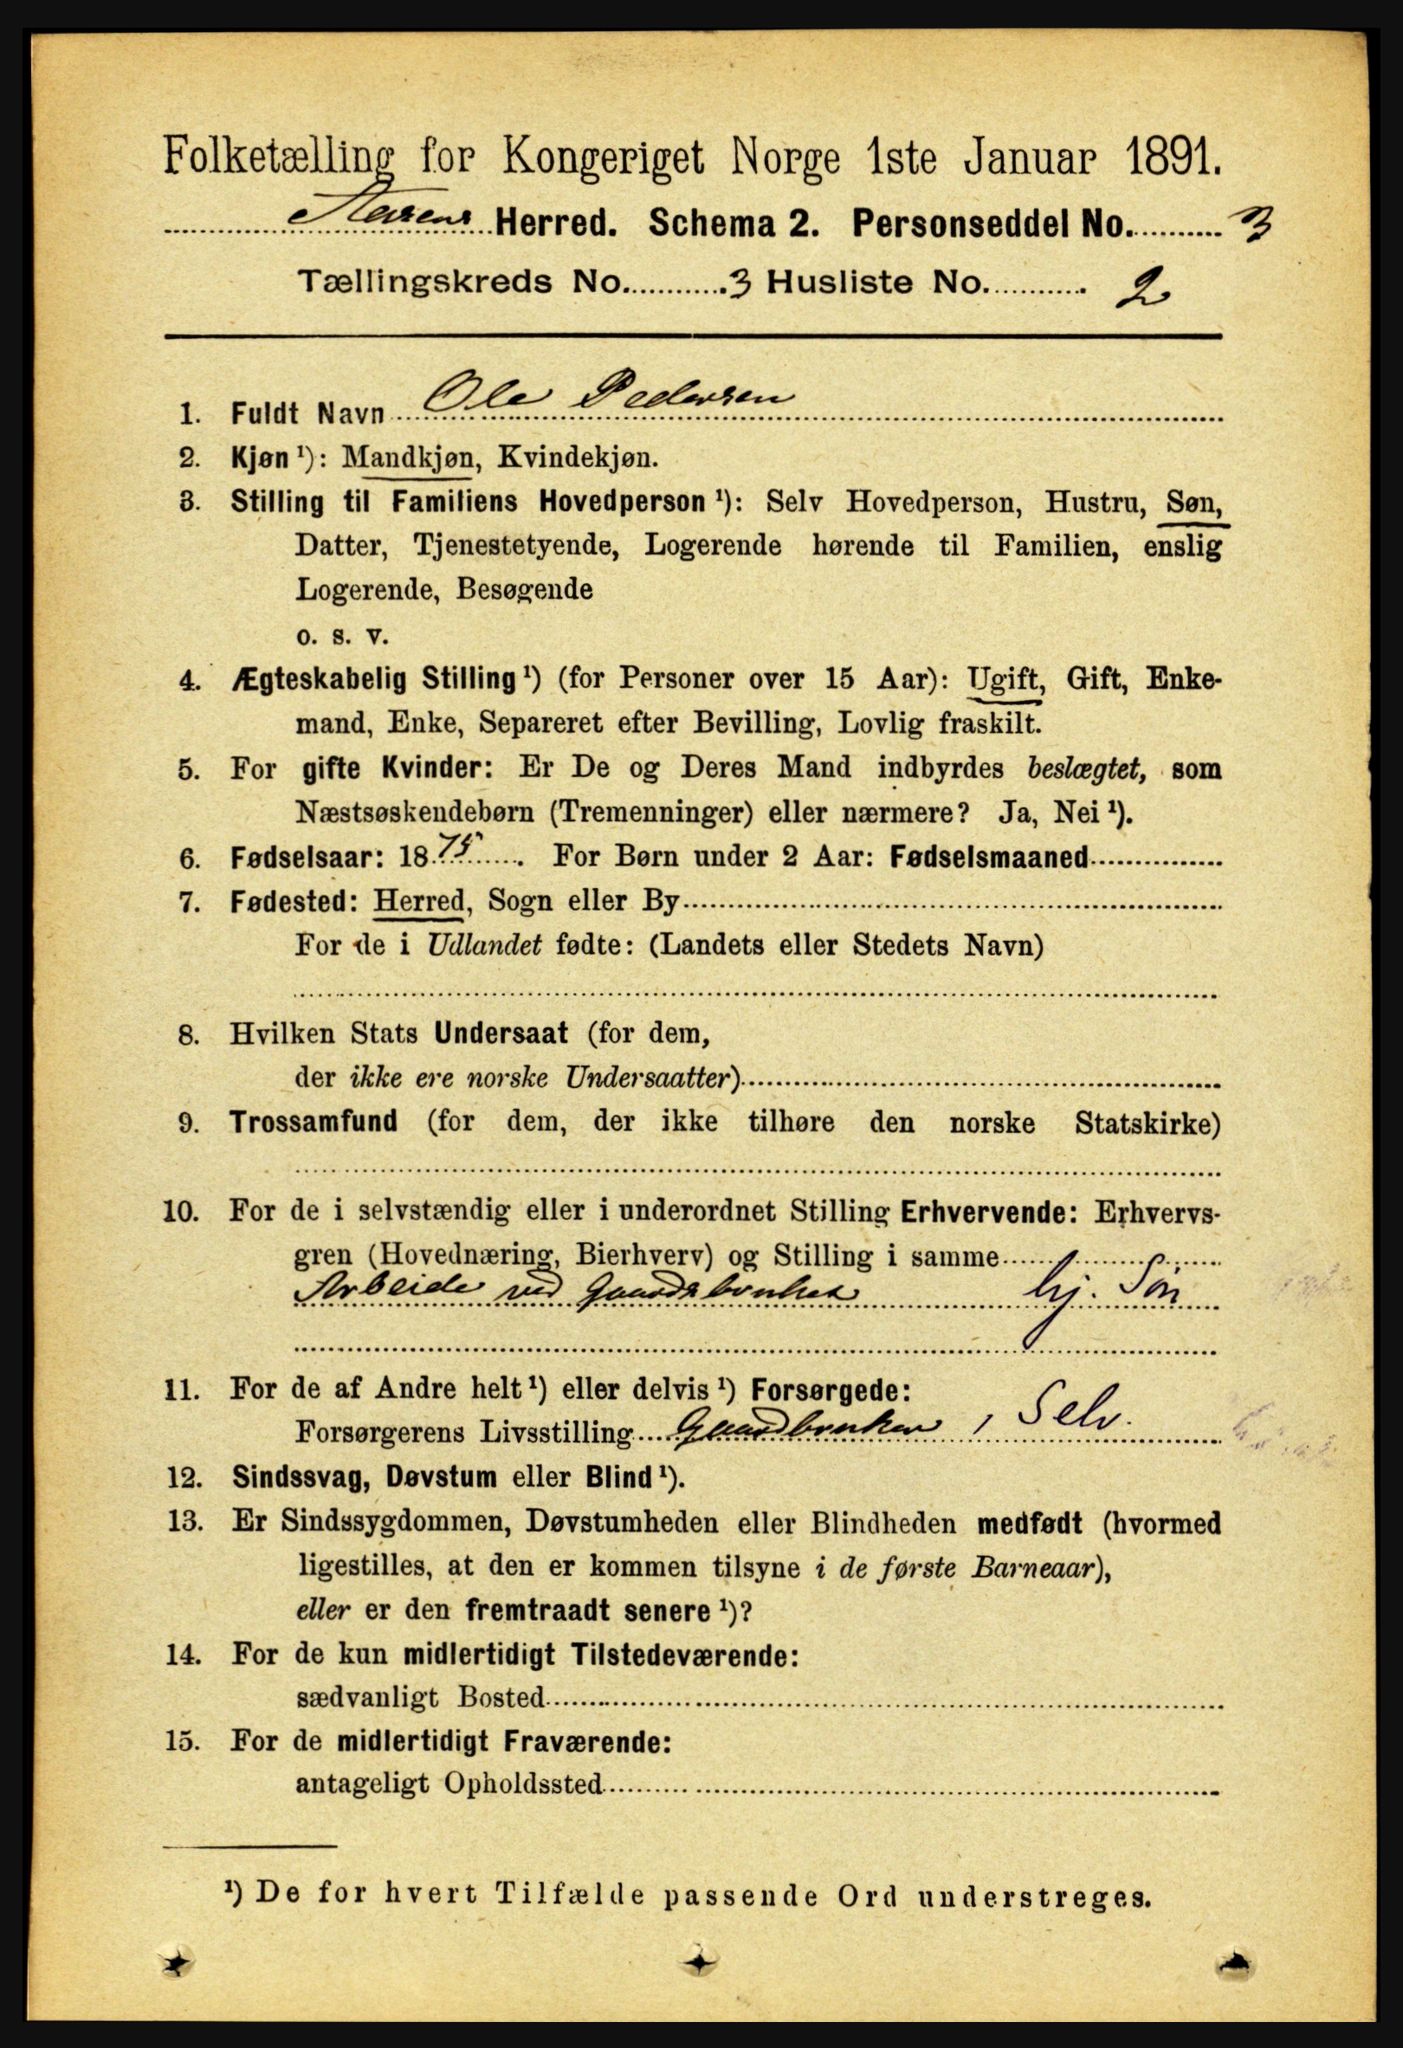 Folketælling for Kongeriget Norge 1ste Januar 1891.
Herred. Schema 2. Personseddel No. 3
Tællingskreds No. 3 Husliste No. 2
1. Fuldt Navn Ole Pedersen
2. Kjøn ¹): Mandkjøn, Kvindekjøn.
3. Stilling til Familiens Hovedperson ¹): Selv Hovedperson, Hustru, Søn,
Datter, Tjenestetyende, Logerende hørende til Familien, enslig
Logerende, Besøgende
o. s. v.
4. Ægteskabelig Stilling ¹) (for Personer over 15 Aar): Ugift, Gift, Enke-
mand, Enke, Separeret efter Bevilling, Lovlig fraskilt.
5. For gifte Kvinder: Er De og Deres Mand indbyrdes beslægtet, som
Næstsøskendebørn (Tremenninger) eller nærmere? Ja, Nei ¹).
6. Fødselsaar: 1875. For Børn under 2 Aar: Fødselsmaaned
7. Fødested: Herred, Sogn eller By
For de i Udlandet fødte: (Landets eller Stedets Navn)
8. Hvilken Stats Undersaat (for dem,
der ikke ere norske Undersaatter)
9. Trossamfund (for dem, der ikke tilhøre den norske Statskirke)
10. For de i selvstændig eller i underordnet Stilling Erhvervende: Erhvervs-
gren (Hovednæring, Bierhverv) og Stilling i samme
Arbeide ved Gaardsbruket hj. Søn
11. For de af Andre helt ¹) eller delvis ¹) Forsørgede:
Forsørgerens Livsstilling Gaardbruker, Selv.
12. Sindssvag, Døvstum eller Blind ¹).
13. Er Sindssygdommen, Døvstumheden eller Blindheden medfødt (hvormed
ligestilles, at den er kommen tilsyne i de første Barneaar),
eller er den fremtraadt senere ¹)?
14. For de kun midlertidigt Tilstedeværende:
sædvanligt Bosted
15. For de midlertidigt Fraværende:
antageligt Opholdssted
¹) De for hvert Tilfælde passende Ord understreges.